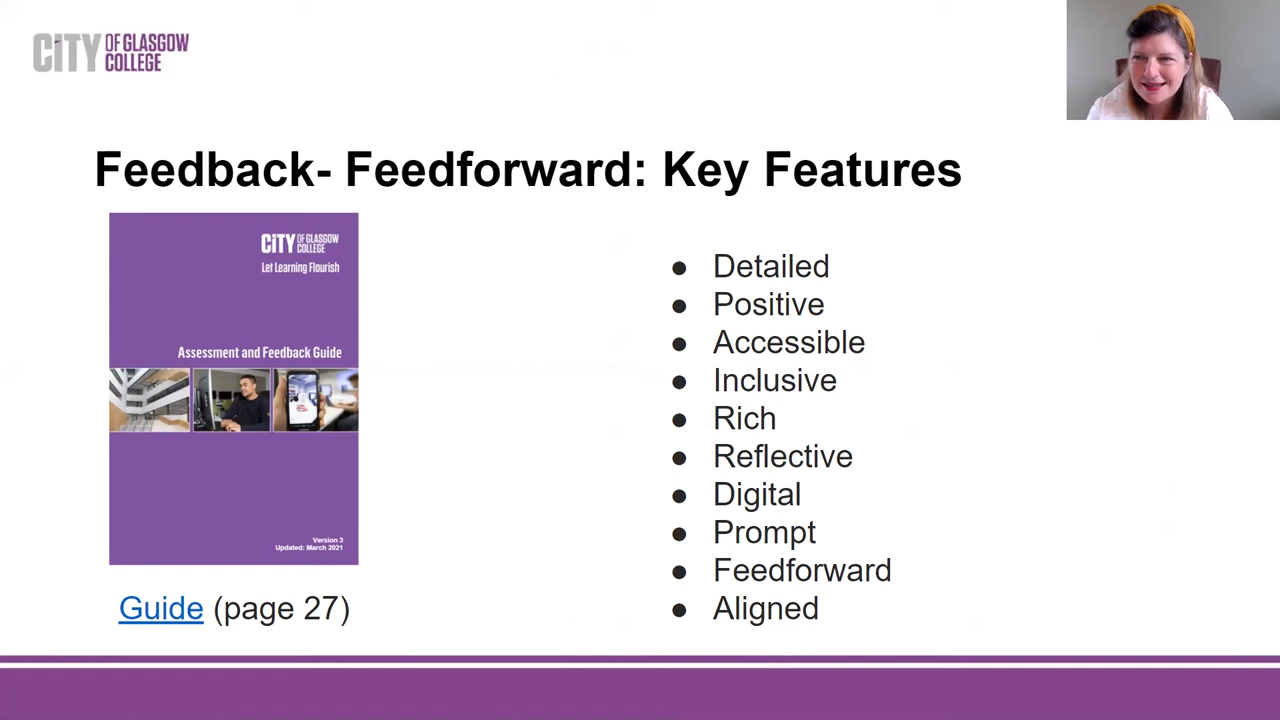 CiTY OF GLASGOW
COLLEGE
Feedback- Feedforward: Key Features
CiTY OF GLASGOW
COLLEGE
Let Learning Flourish
Assessment and Feedback Guide
Version 3
Updated: March 2021
Guide (page 27)
● Detailed
● Positive
● Accessible
● Inclusive
● Rich
● Reflective
● Digital
● Prompt
● Feedforward
● Aligned